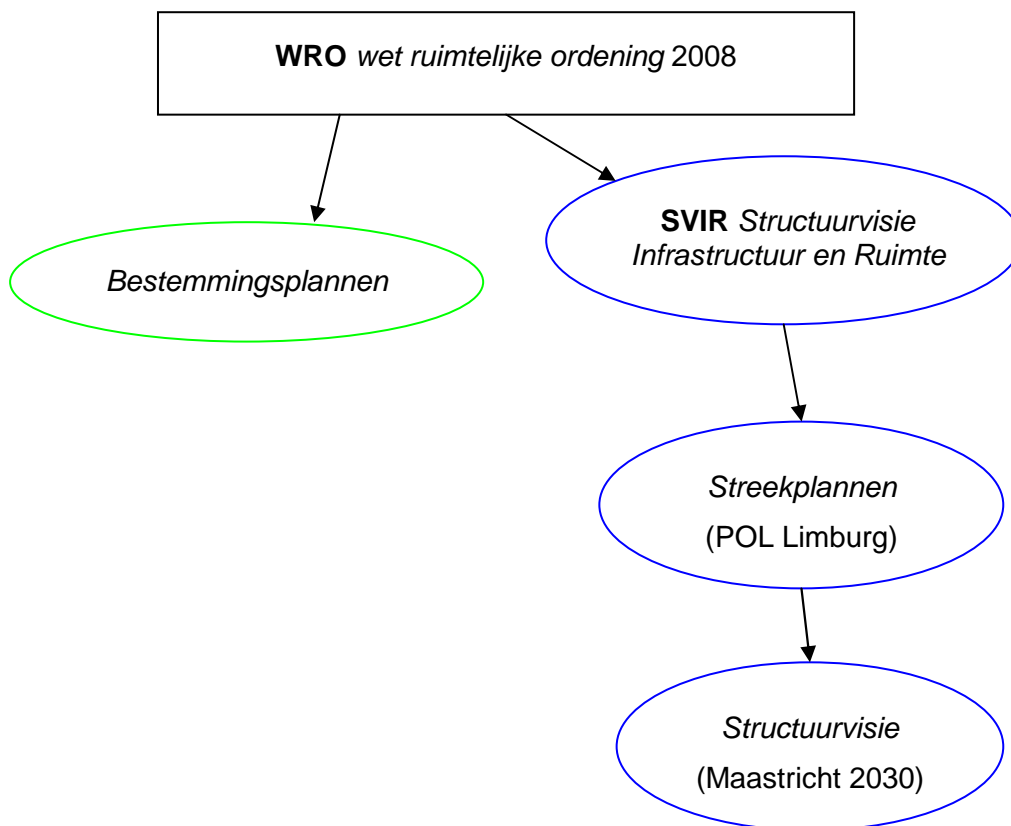 WRO wet ruimtelijke ordening 2008
Bestemmingsplannen
SVIR Structuurvisie
Infrastructuur en Ruimte
Streekplannen
(POL Limburg)
Structuurvisie
(Maastricht 2030)